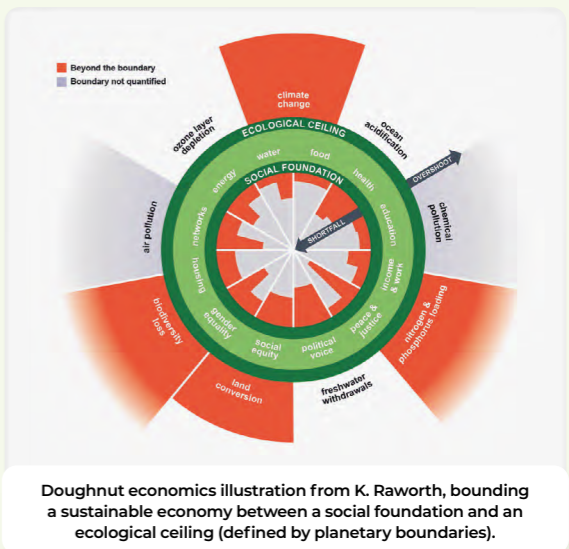 Beyond the boundary
Boundary not quantified
climate
change
ozone layer
depletion
ECOLOGICAL CEILING
ocean
acidification
OVERSHOOT
water
food
energy
health
SOCIAL FOUNDATION
SHORTFALL
air pollution
networks
education
chemical
pollution
housing
income
& work
biodiversity
loss
gender
equality
social
equity
political
voice
peace &
justice
nitrogen &
phosphorus loading
land
conversion
freshwater
withdrawals
Doughnut economics illustration from K. Raworth, bounding
a sustainable economy between a social foundation and an
ecological ceiling (defined by planetary boundaries).